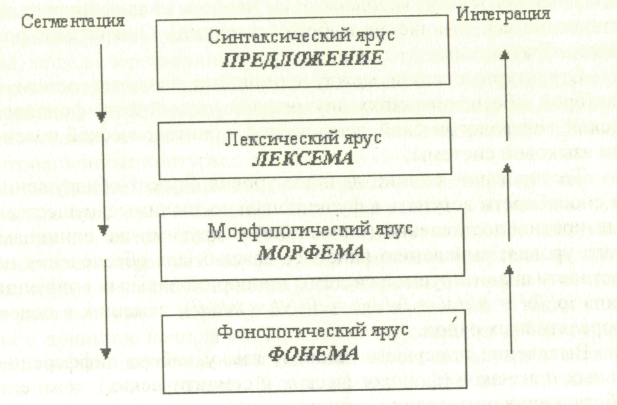 Сегментация
Интеграция
Синтаксический ярус
ПРЕДЛОЖЕНИЕ
Лексический ярус
ЛЕКСЕМА
Морфологический ярус
МОРФЕМА
Фонологический ярус
ФОНЕМА